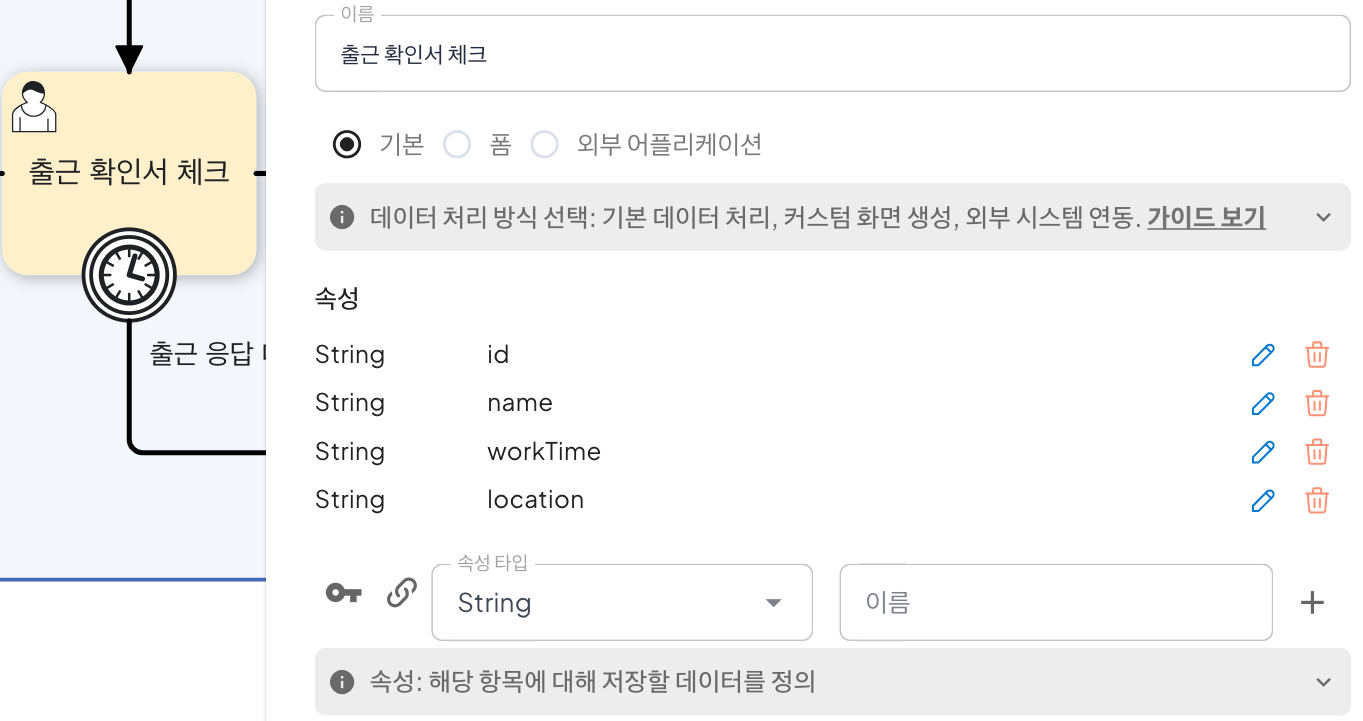 이름
출근 확인서 체크
기본
폼
외부 어플리케이션
출근 확인서 체크
데이터 처리 방식 선택: 기본 데이터 처리, 커스텀 화면 생성, 외부 시스템 연동. 가이드 보기
속성
출근 응답
String id
String name
String workTime
String location
속성 타입
String
이름
속성: 해당 항목에 대해 저장할 데이터를 정의